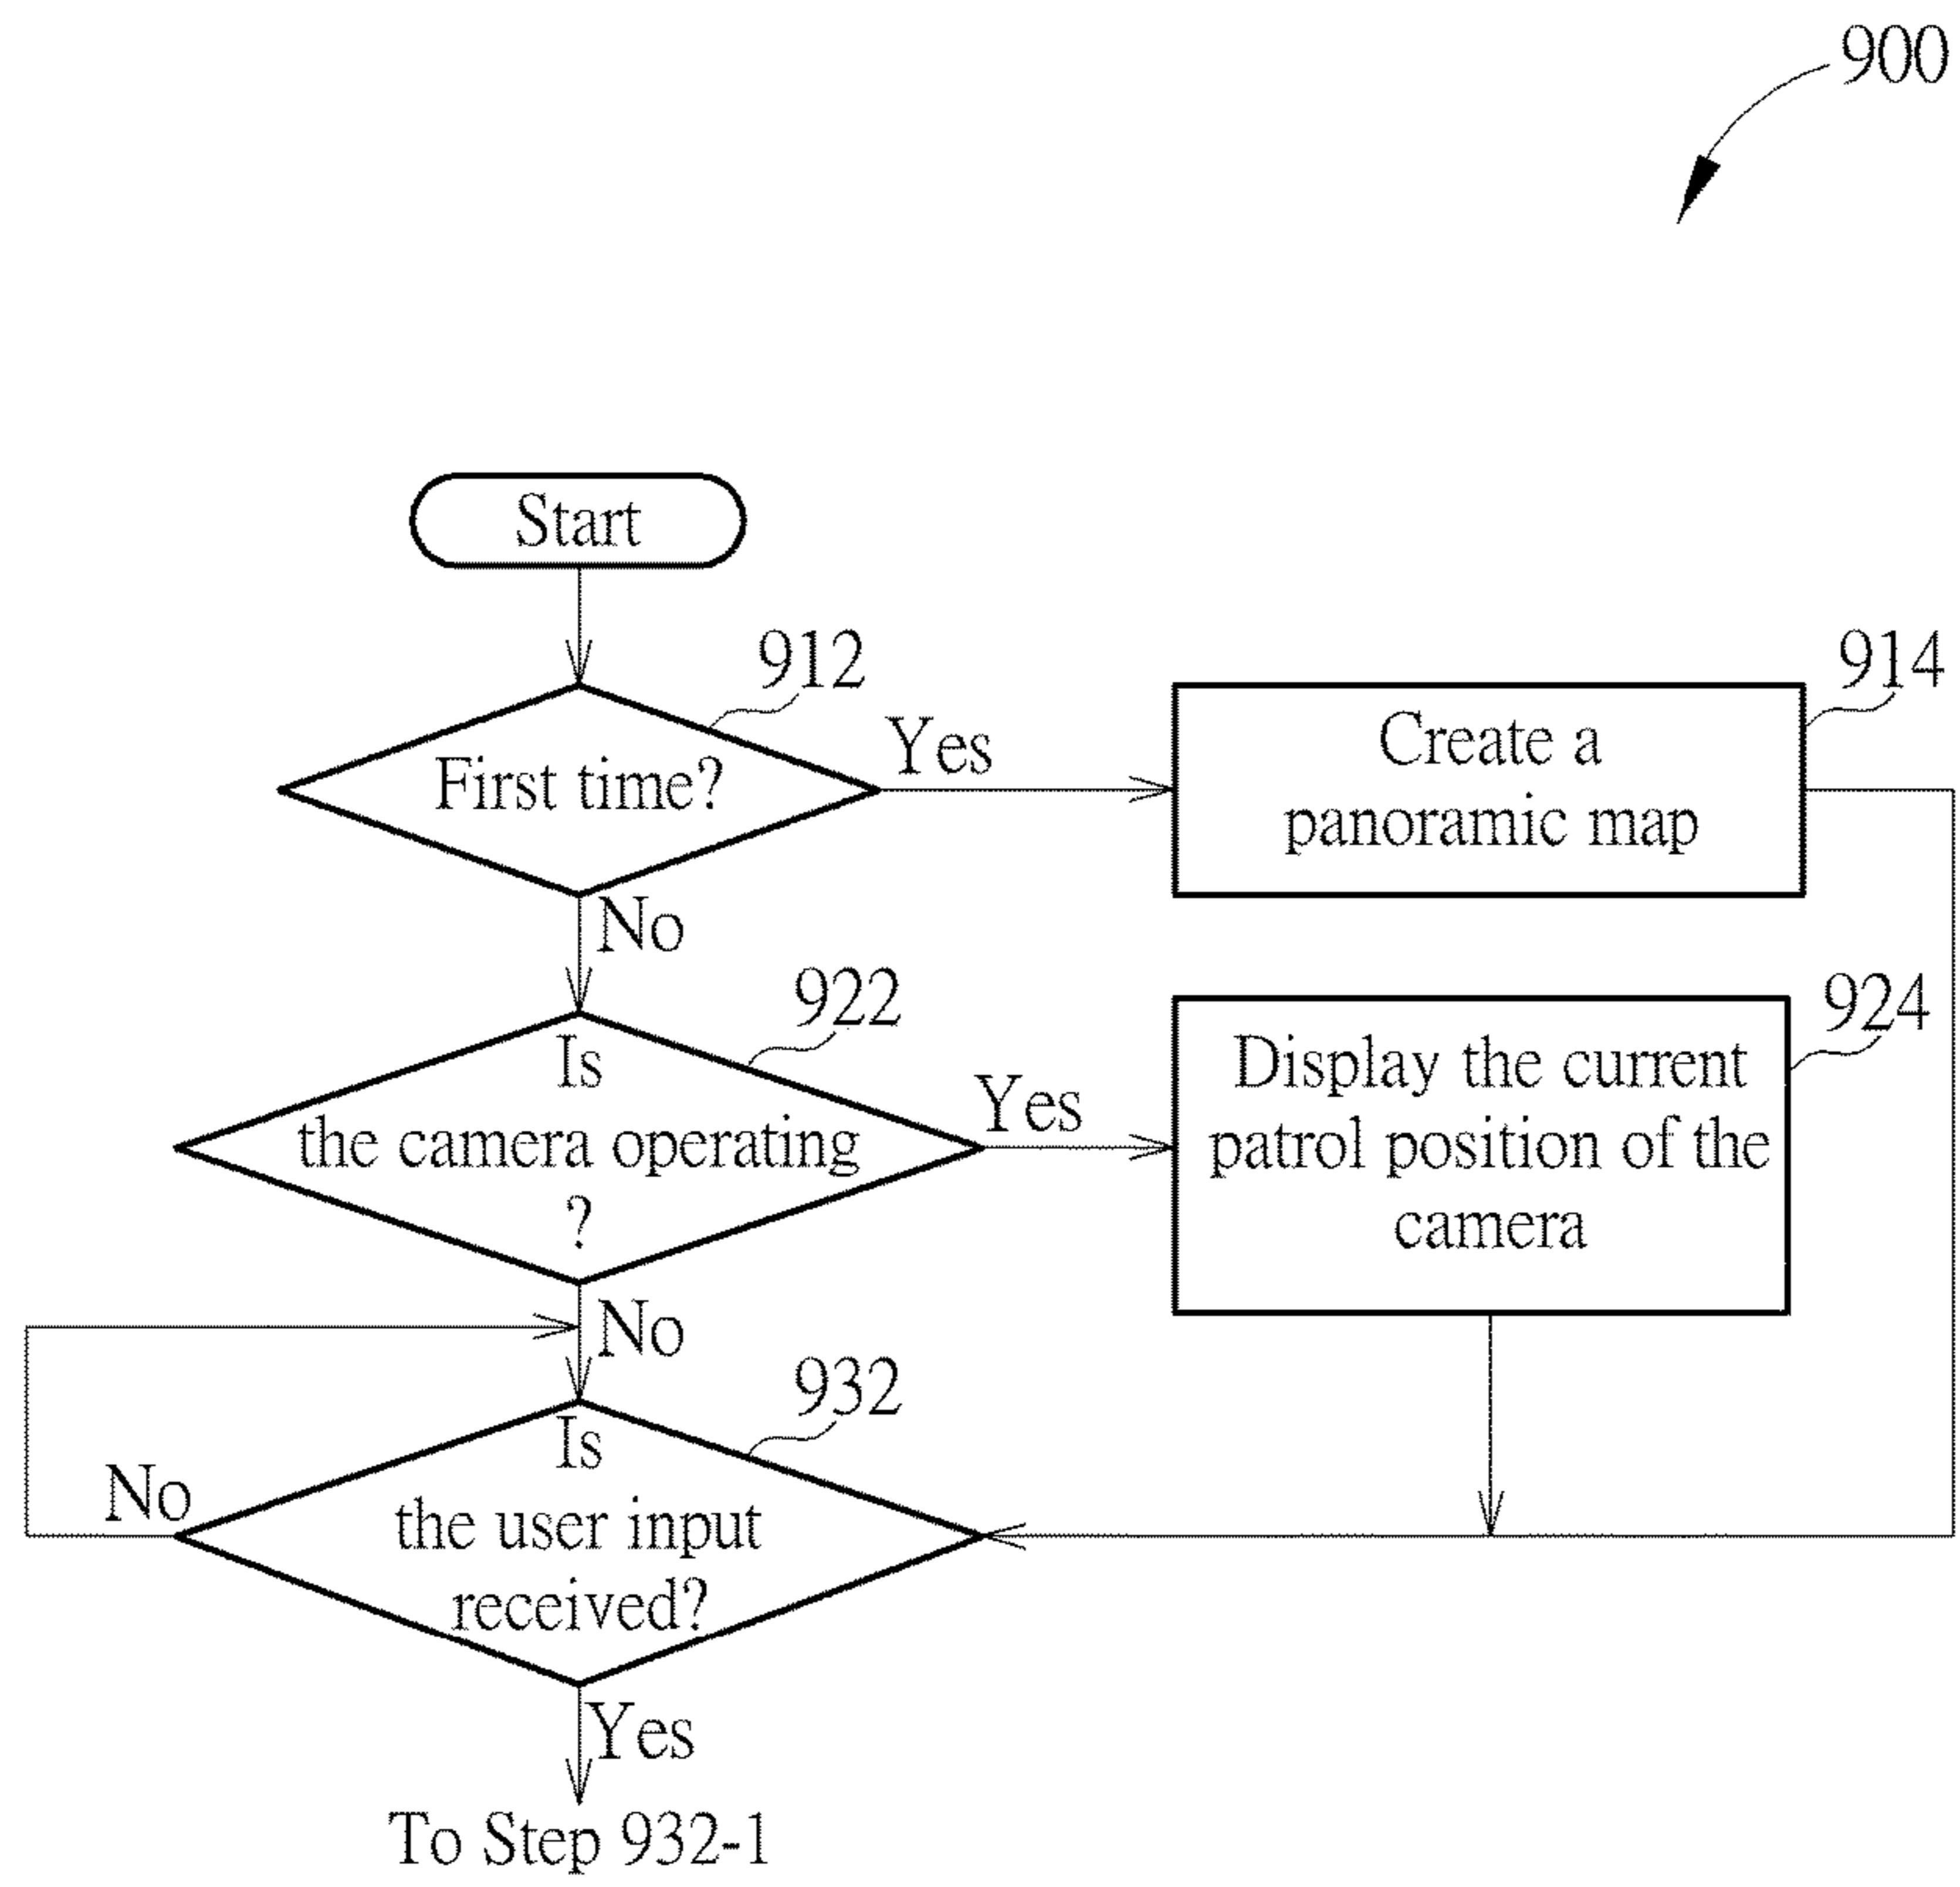 900
Start
912
First time?
Yes
914
Create a
panoramic map
No
922
Is
the camera operating
?
Yes
924
Display the current
patrol position of the
camera
No
932
Is
the user input
received?
No
Yes
To Step 932-1